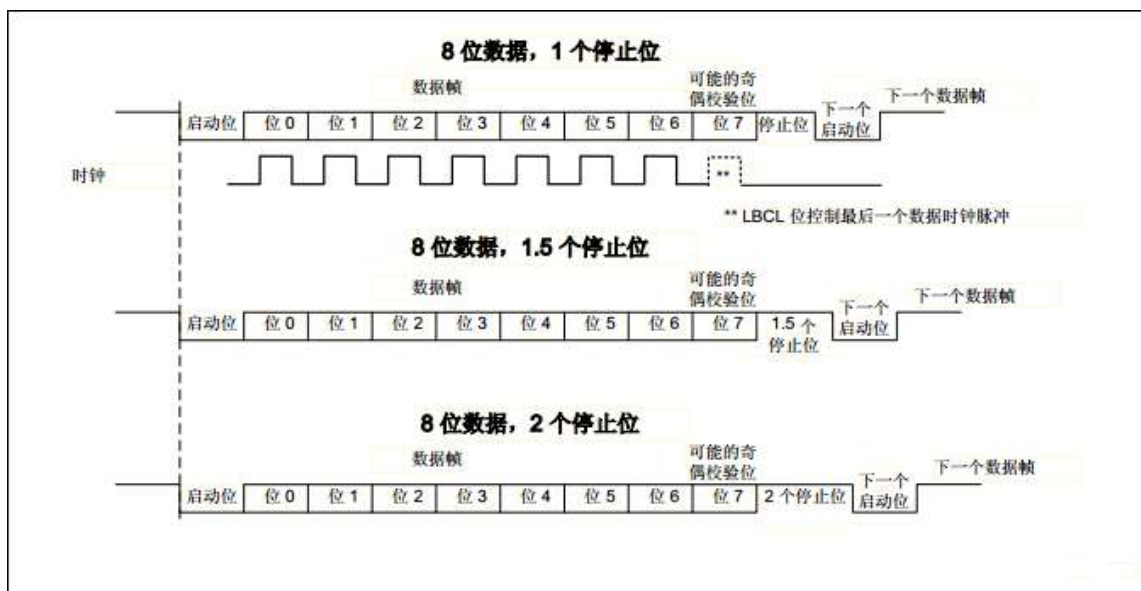 8 位数据，1 个停止位
数据帧
可能的奇
偶校验位
下一个
启动位
下一个数据帧
启动位 位 0 位 1 位 2 位 3 位 4 位 5 位 6 位 7 停止位
时钟
**
** LBCL 位控制最后一个数据时钟脉冲
8 位数据，1.5 个停止位
数据帧
可能的奇
偶校验位
下一个
启动位
下一个数据帧
启动位 位 0 位 1 位 2 位 3 位 4 位 5 位 6 位 7 1.5 个
停止位
8 位数据，2 个停止位
数据帧
可能的奇
偶校验位
下一个
启动位
下一个数据帧
启动位 位 0 位 1 位 2 位 3 位 4 位 5 位 6 位 7 2 个停止位